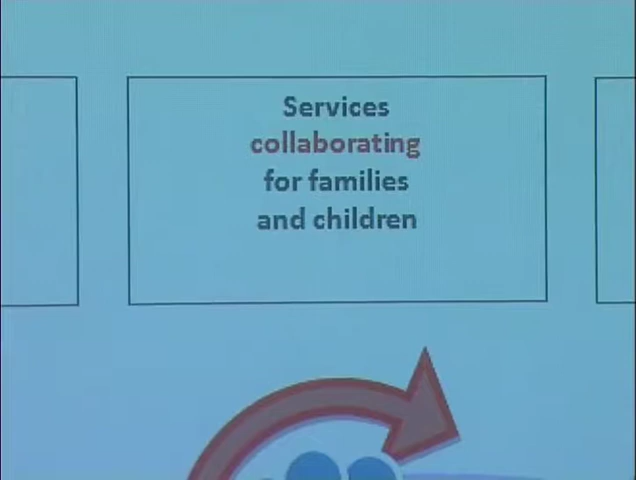 Services
collaborating
for families
and children